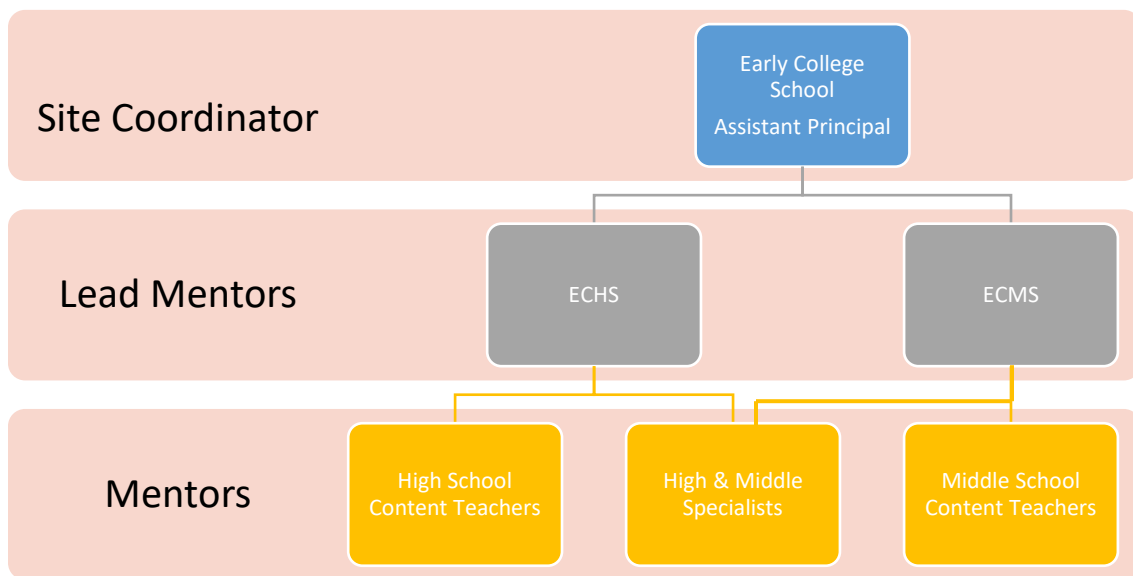 Site Coordinator
Early College
School
Assistant Principal
Lead Mentors
ECHS
ECMS
Mentors
High School
Content Teachers
High & Middle
Specialists
Middle School
Content Teachers